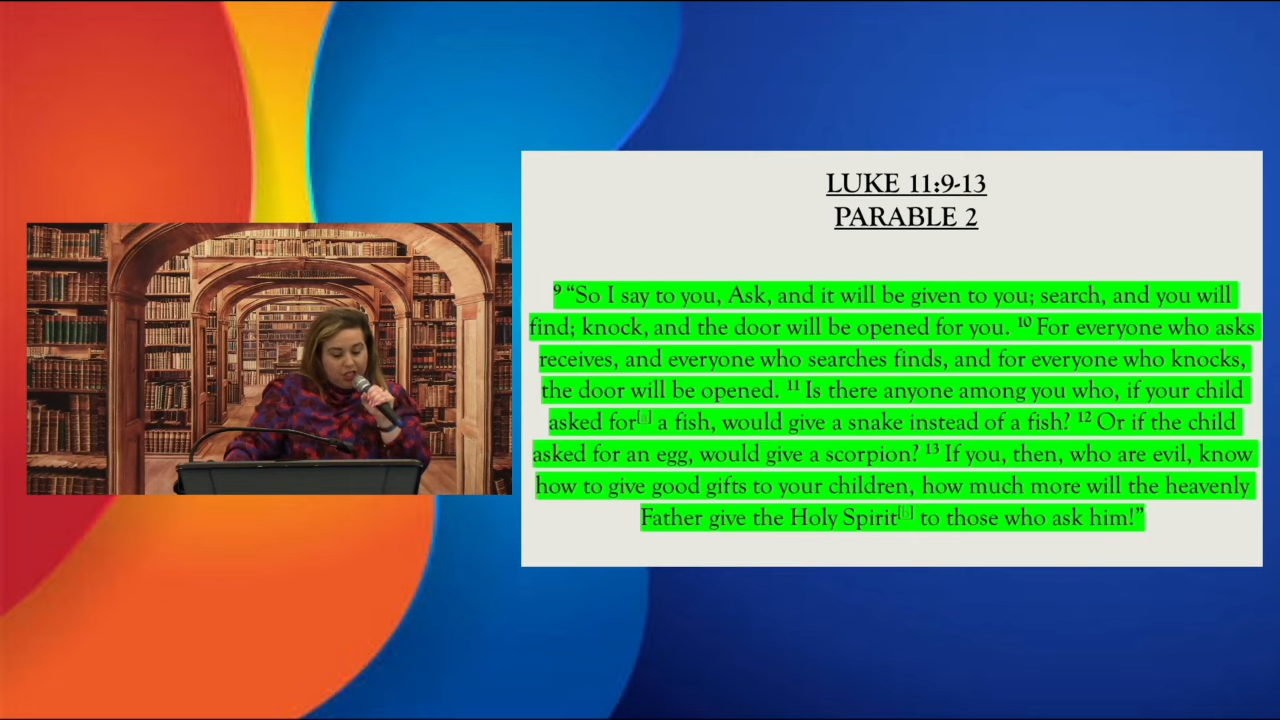 LUKE 11:9-13
PARABLE 2
9 “So I say to you, Ask, and it will be given to you; search, and you will
find; knock, and the door will be opened for you. 10 For everyone who asks
receives, and everyone who searches finds, and for everyone who knocks,
the door will be opened. 11 Is there anyone among you who, if your child
asked for[a] a fish, would give a snake instead of a fish? 12 Or if the child
asked for an egg, would give a scorpion? 13 If you, then, who are evil, know
how to give good gifts to your children, how much more will the heavenly
Father give the Holy Spirit[b] to those who ask him!”